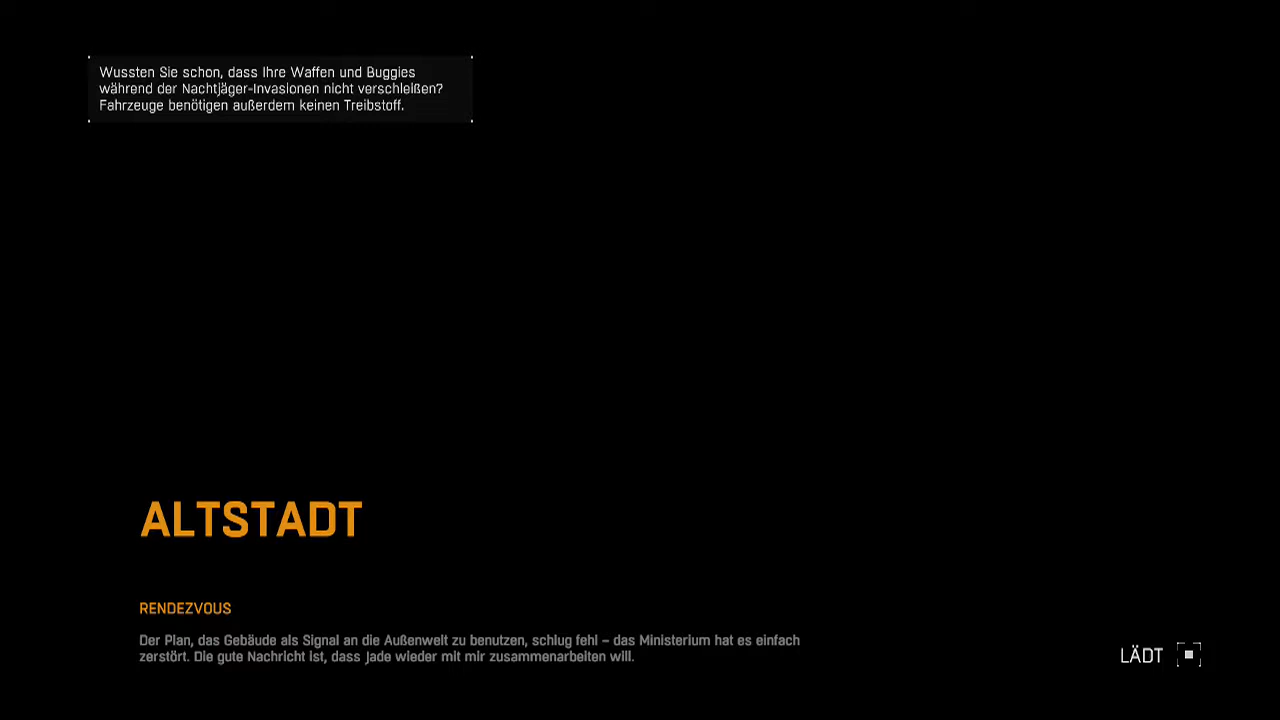 Wussten Sie schon, dass Ihre Waffen und Buggies
während der Nachtjäger-Invasionen nicht verschleißen?
Fahrzeuge benötigen außerdem keinen Treibstoff.
ALTSTADT
RENDEZVOUS
Der Plan, das Gebäude als Signal an die Außenwelt zu benutzen, schlug fehl – das Ministerium hat es einfach
zerstört. Die gute Nachricht ist, dass Jade wieder mit mir zusammenarbeiten will.
LÄDT